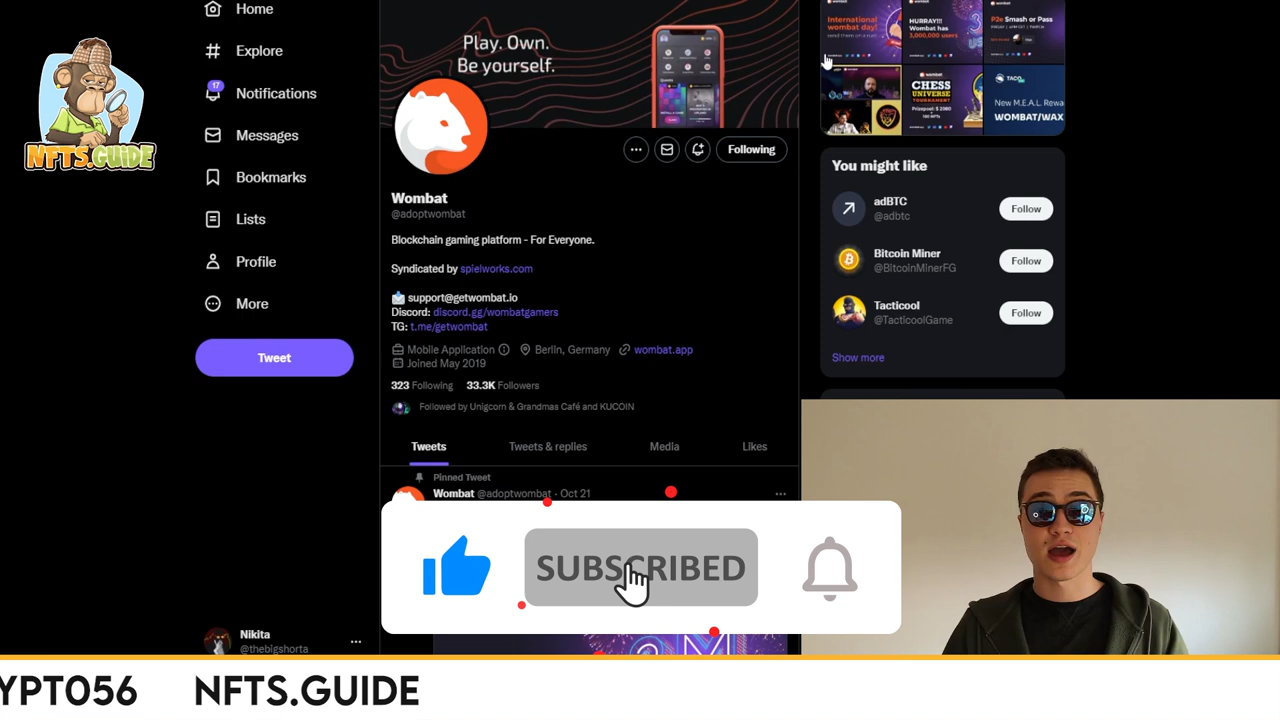 NFTS.GUIDE
Home
Explore
17
Notifications
Messages
Bookmarks
Lists
Profile
More
Tweet
Nikita
@thebigshorta
Play. Own.
Be yourself.
Following
Wombat
@adoptwombat
Blockchain gaming platform - For Everyone.
Syndicated by spielworks.com
support@getwombat.io
Discord: discord.gg/wombatgamers
TG: t.me/getwombat
Mobile Application
Berlin, Germany
wombat.app
Joined May 2019
323 Following 33.3K Followers
Followed by Unigcorn & Grandmas Café and KUCOIN
Tweets
Tweets & replies
Media
Likes
Pinned Tweet
Wombat @adoptwombat · Oct 21
SUBSCRIBED
International
wombat day!
HURRAY!!!
Wombat has
3,000,000 users
P2e Smash or Pass
wombat
CHESS
UNIVERSE
TOURNAMENT
TACO
New M.E.A.L. Rewa
WOMBAT/WAX
You might like
adBTC
@adbtc
Follow
Bitcoin Miner
@BitcoinMinerFG
Follow
Tacticool
@TacticoolGame
Follow
Show more
YPTO56 NFTS.GUIDE